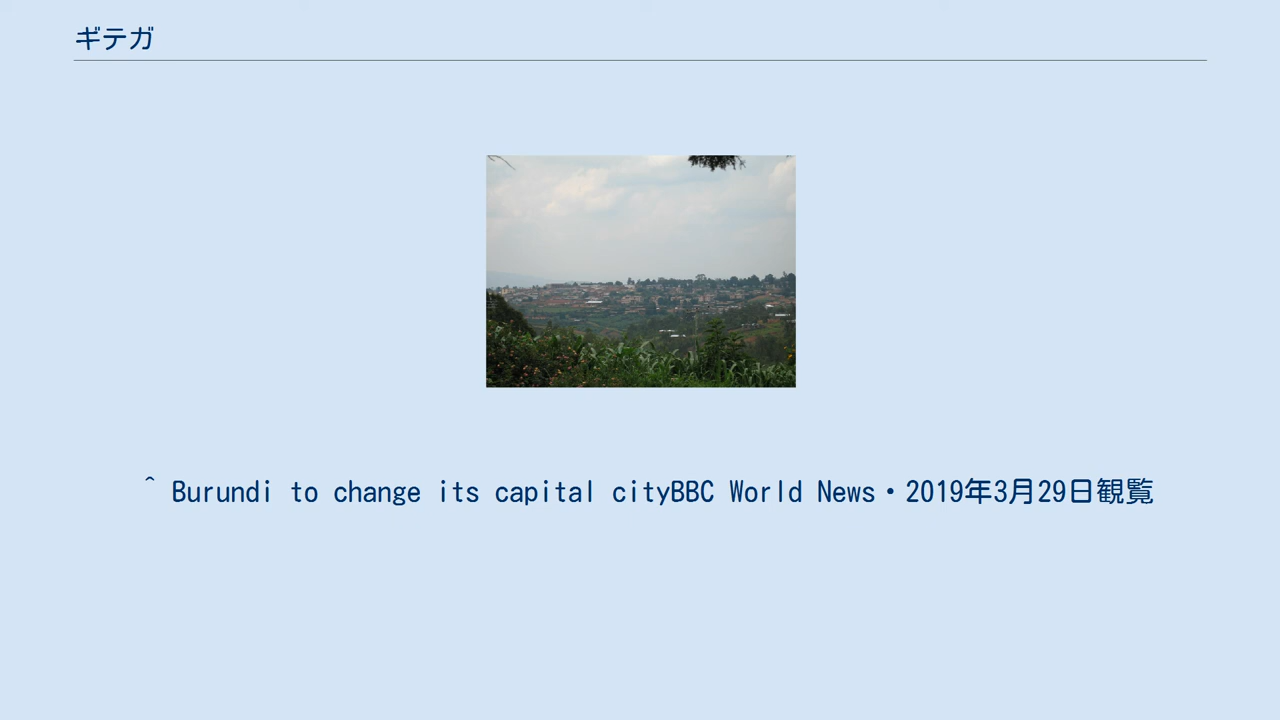 ギテガ
^ Burundi to change its capital cityBBC World News・2019年3月29日観覧